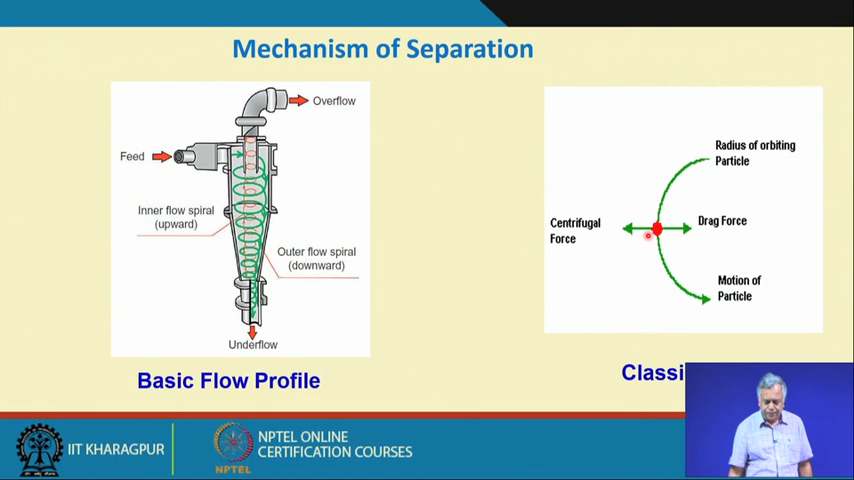 Mechanism of Separation
Overflow
Feed
Inner flow spiral
(upward)
Outer flow spiral
(downward)
Underflow
Basic Flow Profile
Radius of orbiting
Particle
Centrifugal
Force
Drag Force
Motion of
Particle
Classi
IIT KHARAGPUR
NPTEL
NPTEL ONLINE
CERTIFICATION COURSES